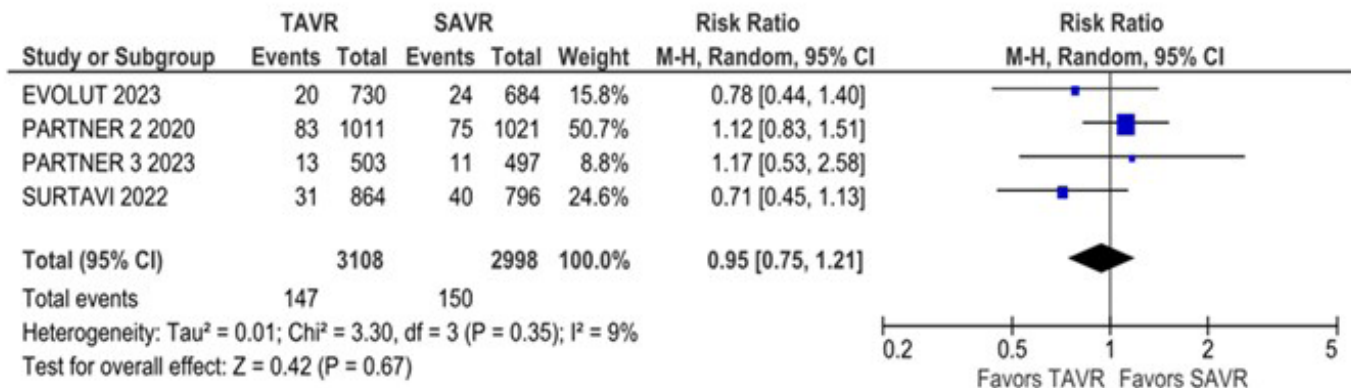 TAVR SAVR Risk Ratio Risk Ratio
Study or Subgroup Events Total Events Total Weight M-H, Random, 95% CI M-H, Random, 95% CI
EVOLUT 2023 20 730 24 684 15.8% 0.78 [0.44, 1.40]
PARTNER 2 2020 83 1011 75 1021 50.7% 1.12 [0.83, 1.51]
PARTNER 3 2023 13 503 11 497 8.8% 1.17 [0.53, 2.58]
SURTAVI 2022 31 864 40 796 24.6% 0.71 [0.45, 1.13]
Total (95% CI) 3108 2998 100.0% 0.95 [0.75, 1.21]
Total events 147 150
Heterogeneity: Tau² = 0.01; Chi² = 3.30, df = 3 (P = 0.35); I² = 9%
Test for overall effect: Z = 0.42 (P = 0.67)
0.2 0.5 1 2 5
Favors TAVR Favors SAVR